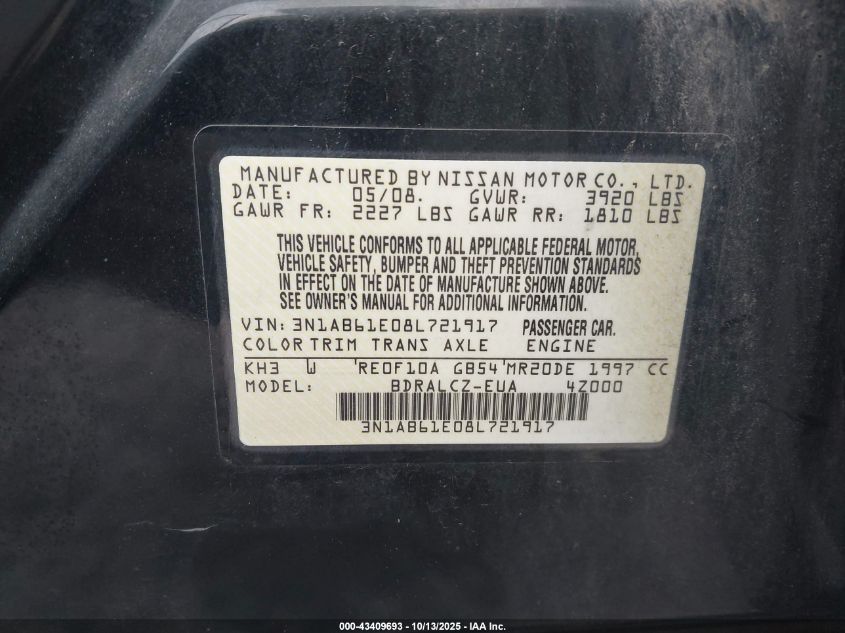 MANUFACTURED BY NISSAN MOTOR CO., LTD.
DATE: 05/08. GVWR: 3920 LBS
GAWR FR: 2227 LBS GAWR RR: 1810 LBS
THIS VEHICLE CONFORMS TO ALL APPLICABLE FEDERAL MOTOR,
VEHICLE SAFETY, BUMPER AND THEFT PREVENTION STANDARDS
IN EFFECT ON THE DATE OF MANUFACTURE SHOWN ABOVE.
SEE OWNER'S MANUAL FOR ADDITIONAL INFORMATION.
VIN: 3N1AB61E08L721917 PASSENGER CAR.
COLOR TRIM TRANS AXLE ENGINE
KH3 W RE0F10A GB54 MR20DE 1997 CC
MODEL: BDRALCZ-EUA 4Z000
3N1AB61E08L721917
000-43409693 - 10/13/2025 - IAA Inc.